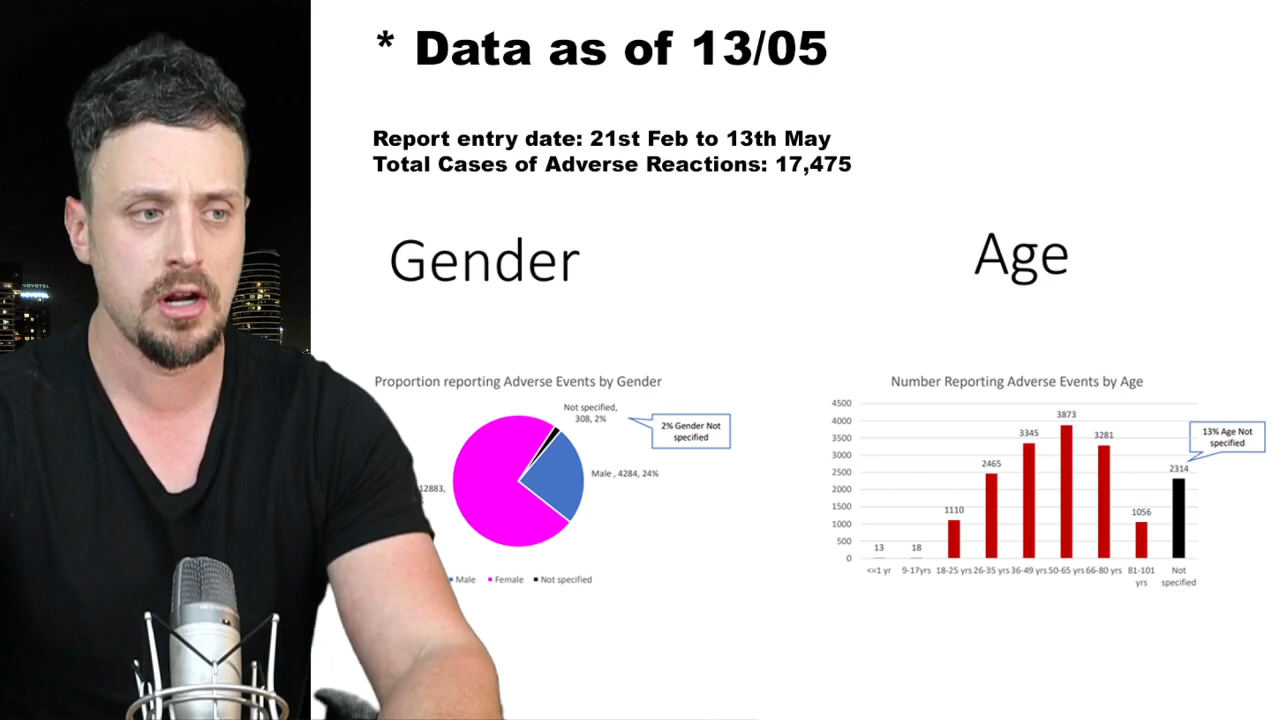 * Data as of 13/05
Report entry date: 21st Feb to 13th May
Total Cases of Adverse Reactions: 17,475
Gender
Age
NOVOTEL
NOVOTEL
Proportion reporting Adverse Events by Gender
Not specified,
308, 2%
2% Gender Not
specified
Male , 4284, 24%
12883,
Male
Female
Not specified
Number Reporting Adverse Events by Age
4500
4000
3500
3000
2500
2000
1500
1000
500
0
13
18
1110
2465
3345
3873
3281
1056
2314
13% Age Not
specified
<=1 yr
9-17yrs
18-25 yrs
26-35 yrs
36-49 yrs
50-65 yrs
66-80 yrs
81-101
yrs
Not
specified